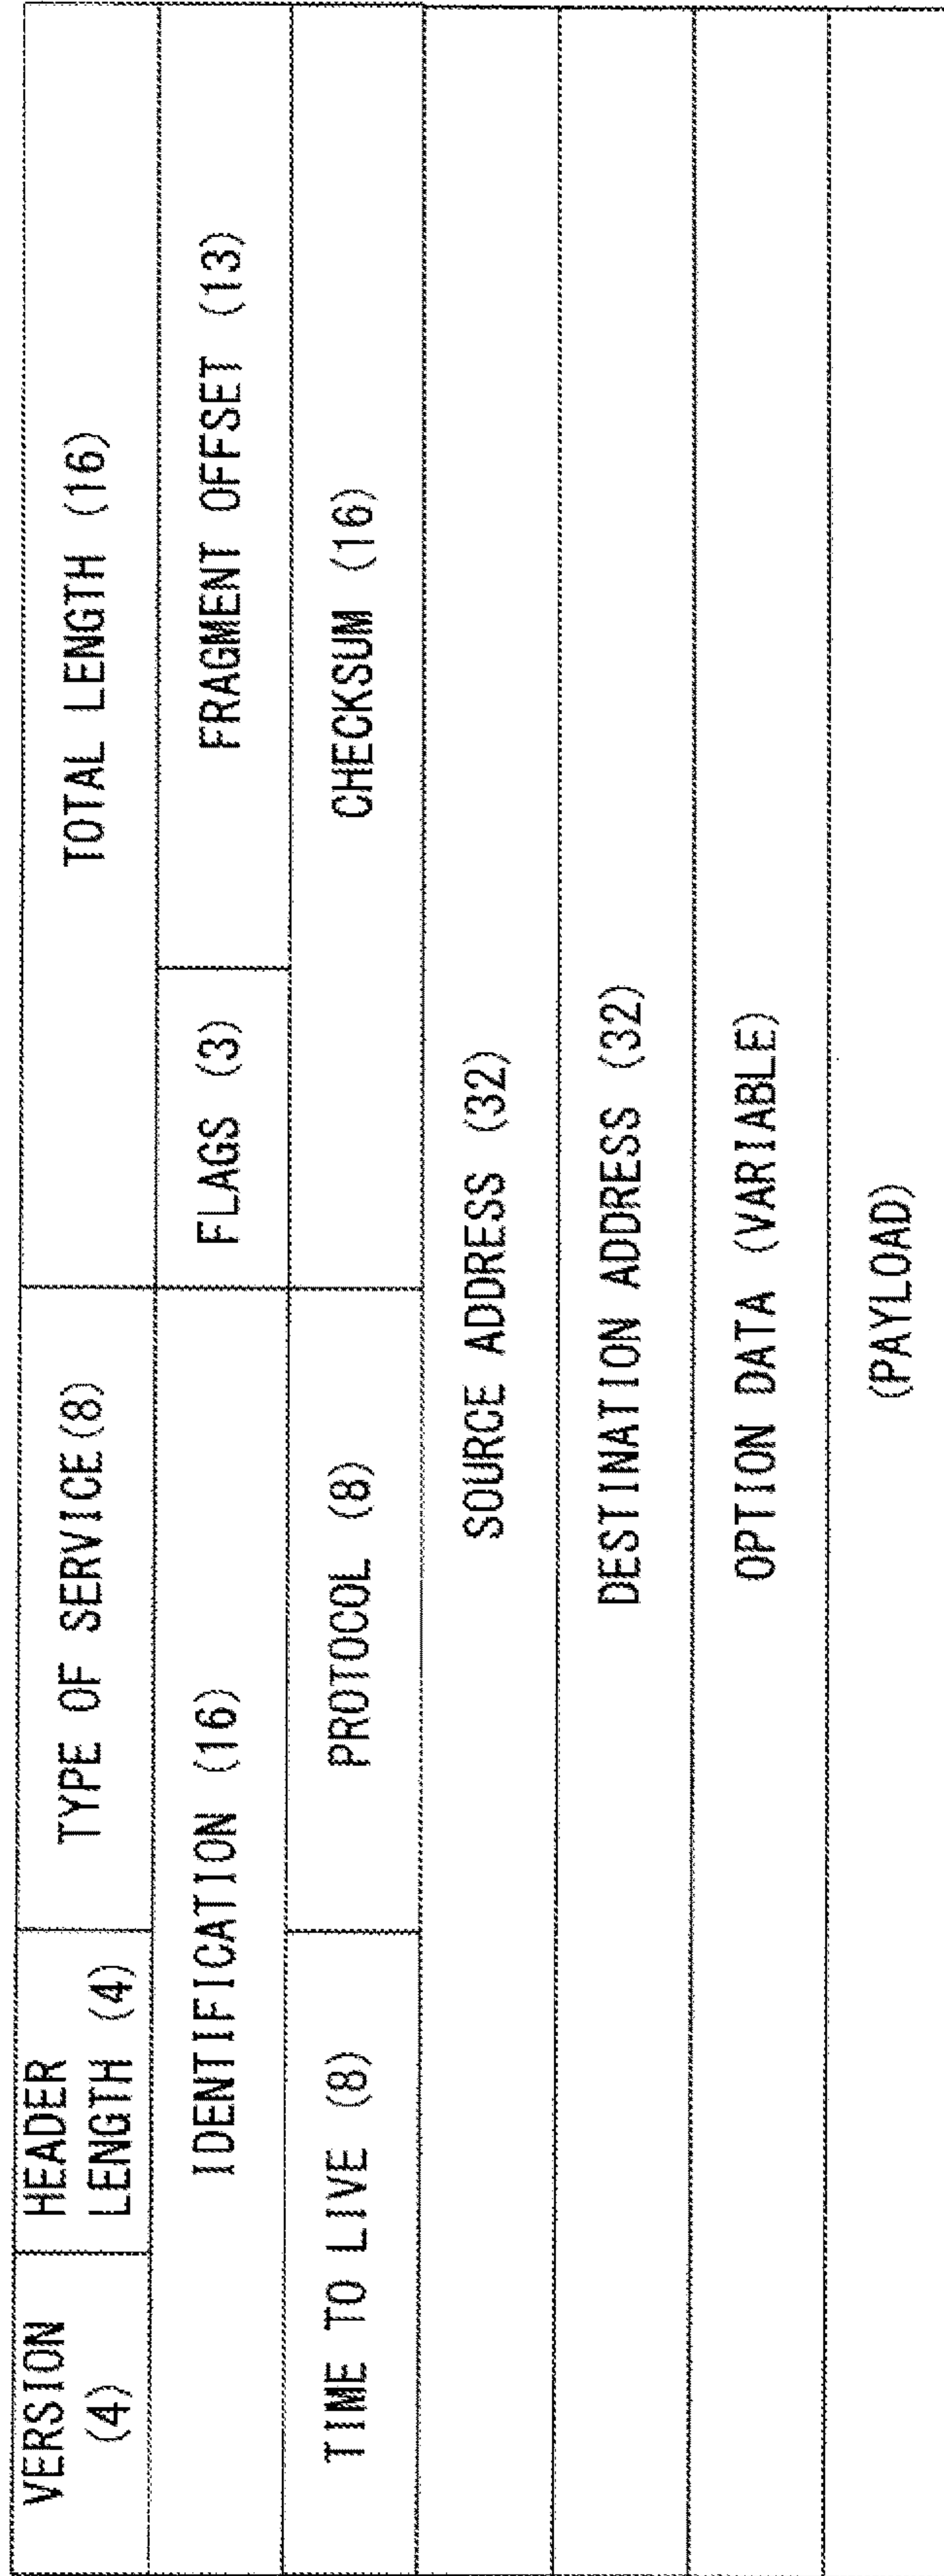 VERSION
(4)
HEADER
LENGTH (4)
TYPE OF SERVICE(8)
TOTAL LENGTH (16)
IDENTIFICATION (16)
FLAGS (3)
FRAGMENT OFFSET (13)
TIME TO LIVE (8)
PROTOCOL (8)
CHECKSUM (16)
SOURCE ADDRESS (32)
DESTINATION ADDRESS (32)
OPTION DATA (VARIABLE)
(PAYLOAD)